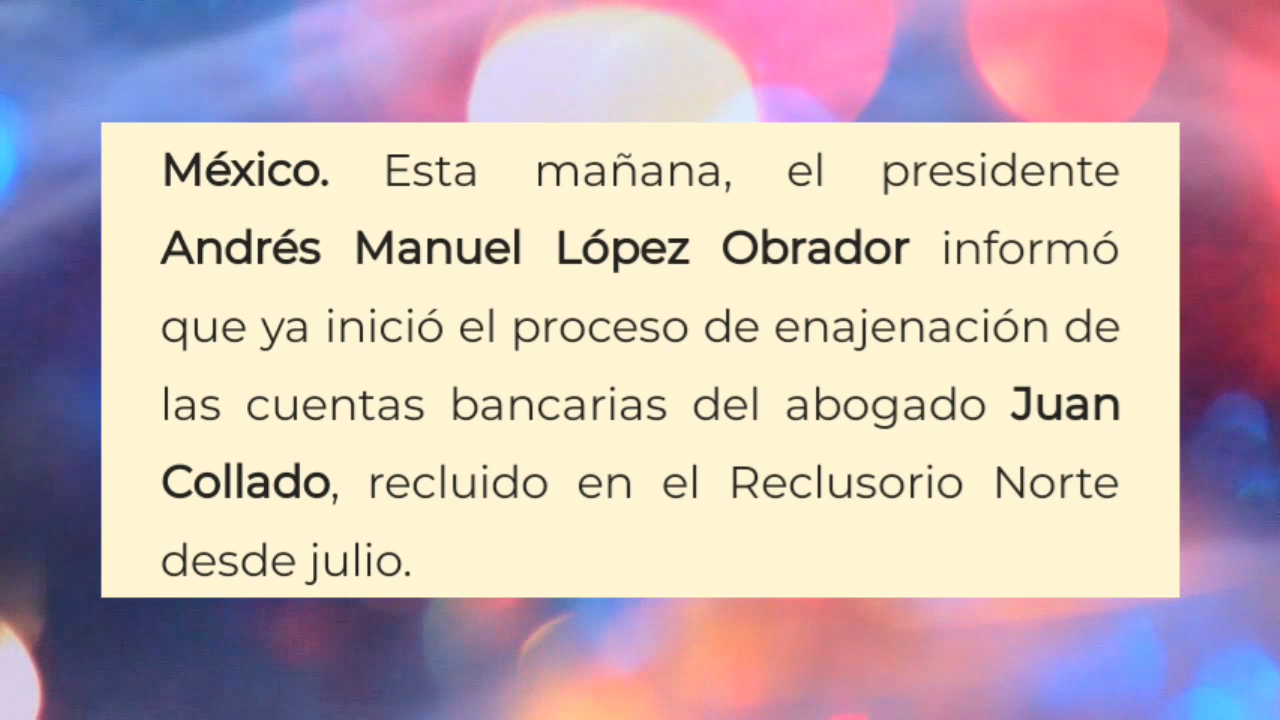 México. Esta mañana, el presidente
Andrés Manuel López Obrador informó
que ya inició el proceso de enajenación de
las cuentas bancarias del abogado Juan
Collado, recluido en el Reclusorio Norte
desde julio.